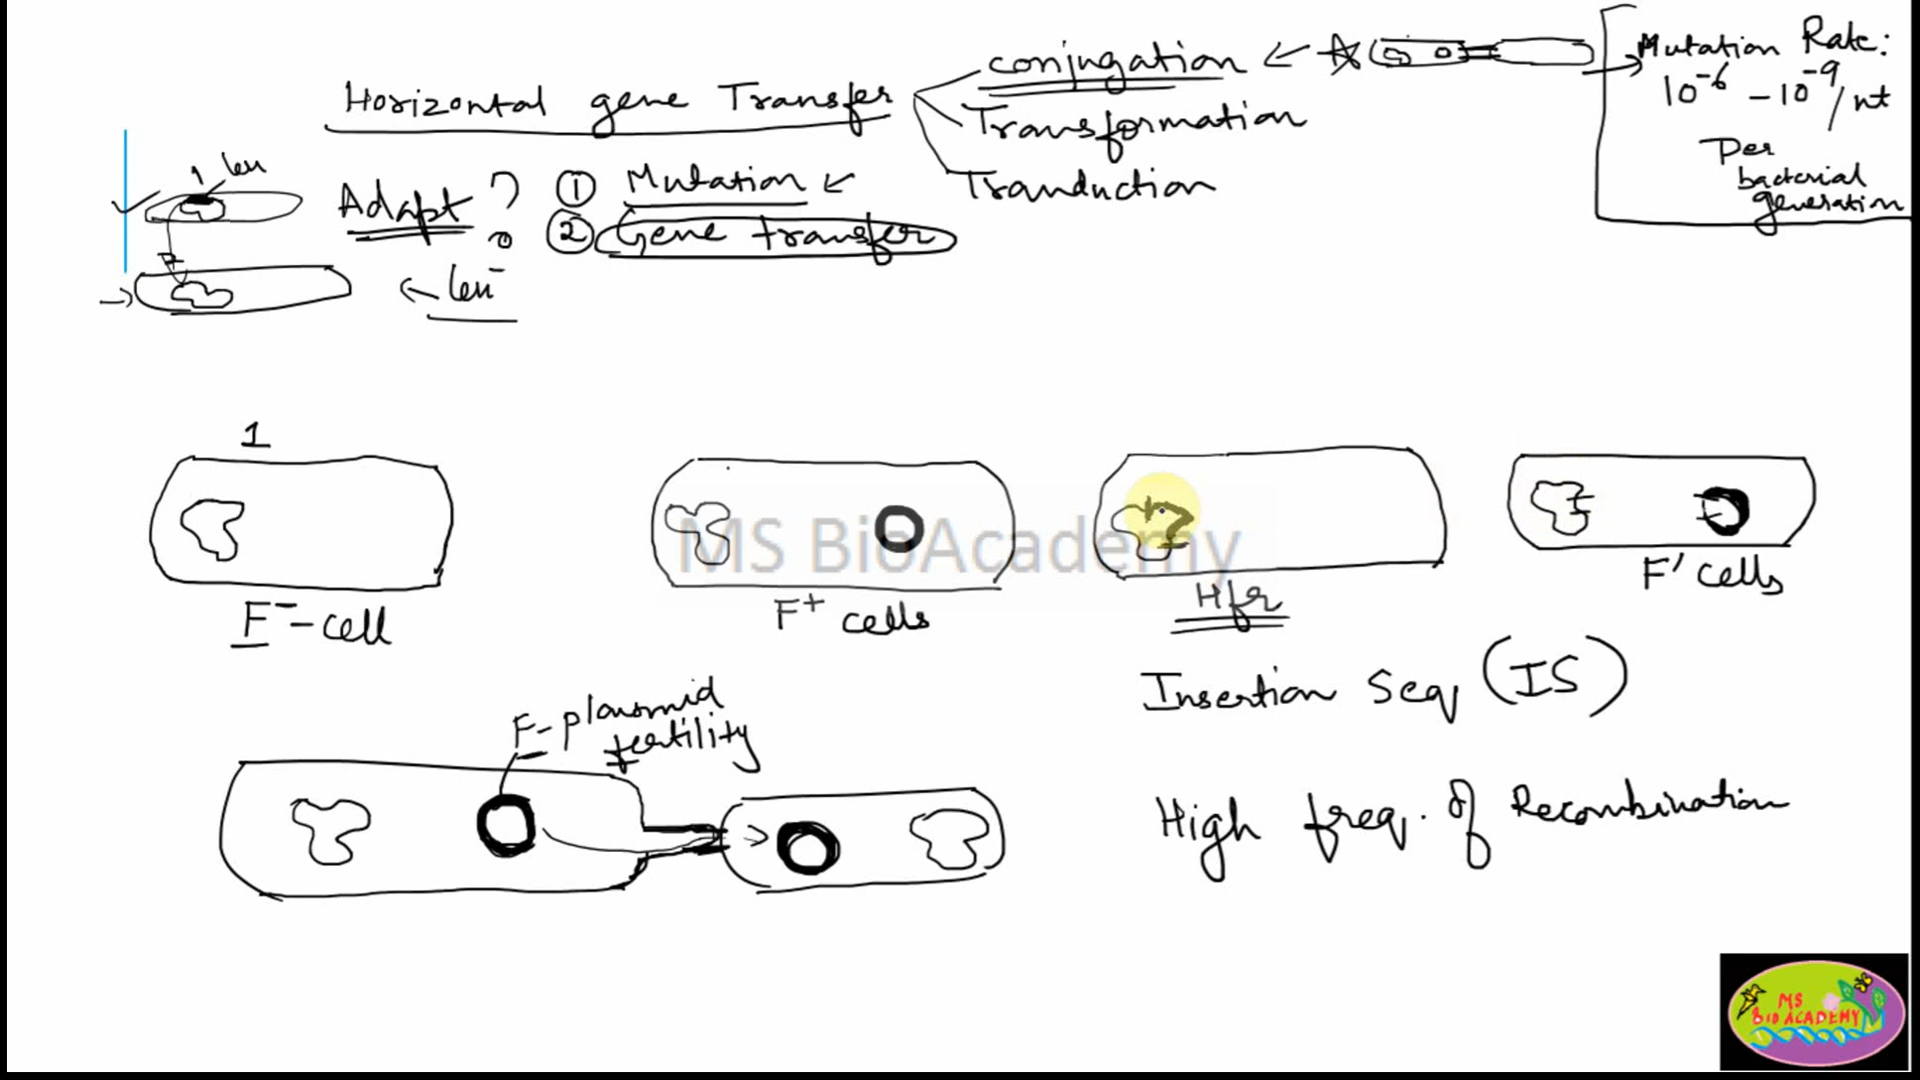 Horizontal gene Transfer
conjugation
Transformation
Tranduction
Mutation Rate:
10⁻⁶ - 10⁻⁹/nt
Per
bacterial
generation
1 leu
Adapt ?
① Mutation
② Gene transfer
leu⁻
1
F⁻-cell
F⁺ cells
Hfr
F' cells
MS BioAcademy
Insertion Seq (IS)
F-plasmid
fertility
High freq. of Recombination
MS
BIO ACADEMY